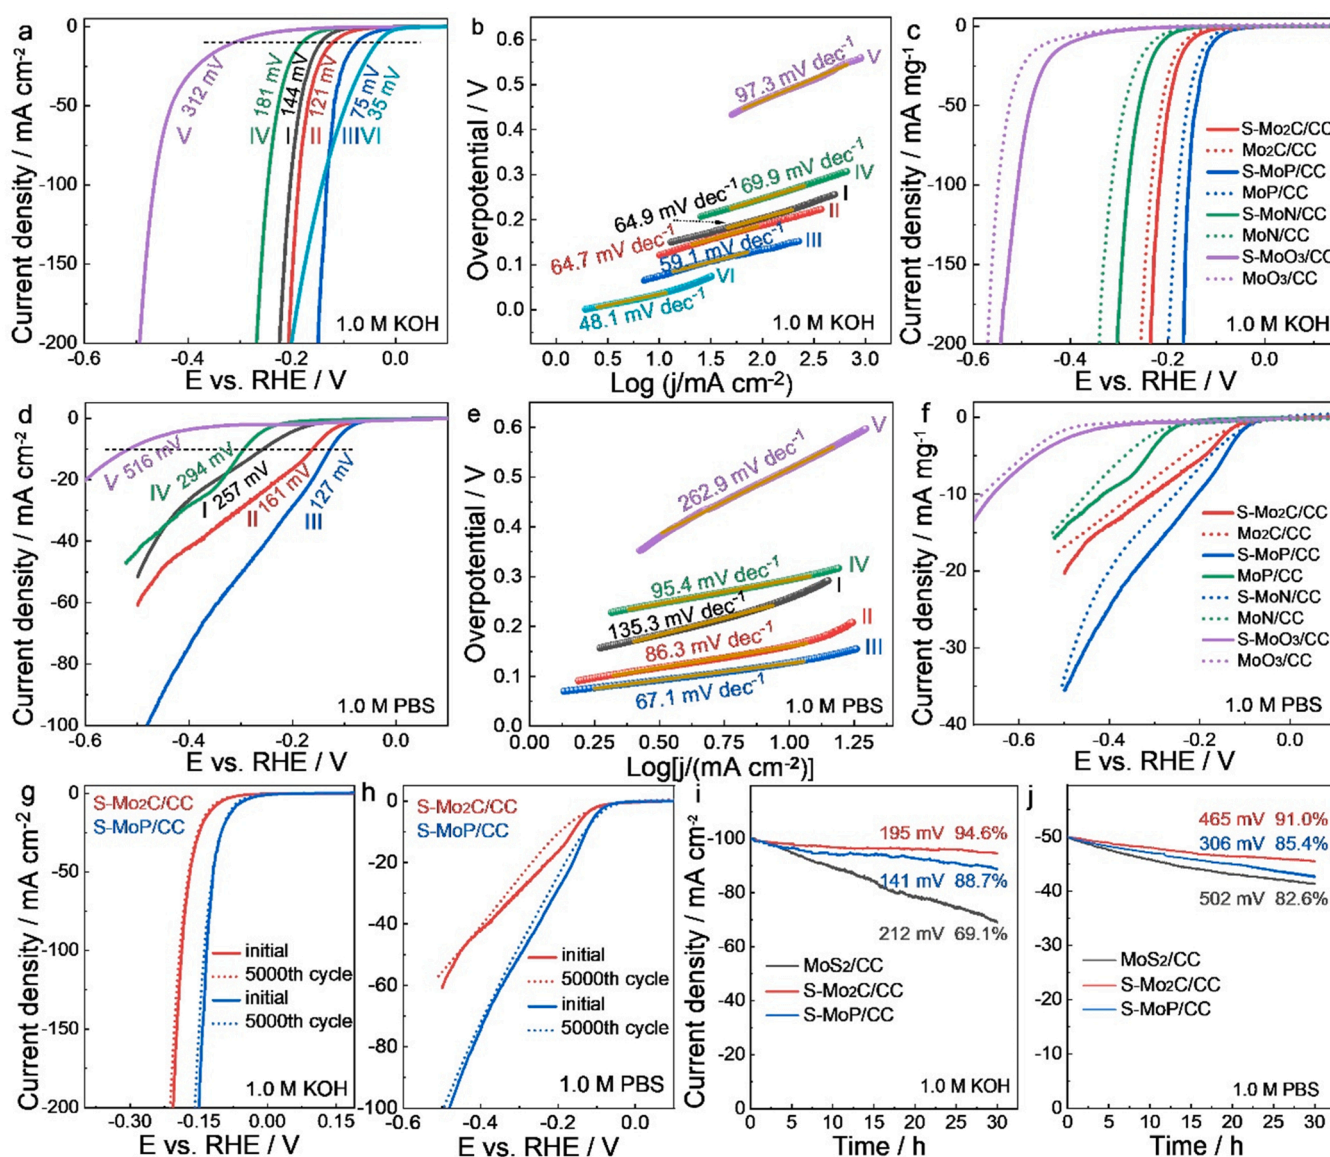 a
Current density / mA cm-2
0
-50
-100
-150
-200
V 312 mV
IV 181 mV
I 144 mV
II 121 mV
III 75 mV
VI 35 mV
1.0 M KOH
-0.6 -0.4 -0.2 0.0
E vs. RHE / V
b
Overpotential / V
0.6
0.5
0.4
0.3
0.2
0.1
0.0
97.3 mV dec-1 V
69.9 mV dec-1 IV
64.9 mV dec-1 I
64.7 mV dec-1 II
59.1 mV dec-1 III
48.1 mV dec-1 VI
1.0 M KOH
0.0 0.5 1.0 1.5 2.0 2.5 3.0
Log (j/mA cm-2)
c
Current density / mA mg-1
0
-50
-100
-150
-200
S-Mo2C/CC
Mo2C/CC
S-MoP/CC
MoP/CC
S-MoN/CC
MoN/CC
S-MoO3/CC
MoO3/CC
1.0 M KOH
-0.6 -0.4 -0.2 0.0
E vs. RHE / V
d
Current density / mA cm-2
0
-20
-40
-60
-80
-100
V 516 mV
IV 294 mV
I 257 mV
II 161 mV
III 127 mV
1.0 M PBS
-0.6 -0.4 -0.2 0.0
E vs. RHE / V
e
Overpotential / V
0.6
0.5
0.4
0.3
0.2
0.1
0.0
262.9 mV dec-1 V
95.4 mV dec-1 IV
135.3 mV dec-1 I
86.3 mV dec-1 II
67.1 mV dec-1 III
1.0 M PBS
0.00 0.25 0.50 0.75 1.00 1.25
Log[j/(mA cm-2)]
f
Current density / mA mg-1
0
-10
-20
-30
-40
S-Mo2C/CC
Mo2C/CC
S-MoP/CC
MoP/CC
S-MoN/CC
MoN/CC
S-MoO3/CC
MoO3/CC
1.0 M PBS
-0.6 -0.4 -0.2 0.0
E vs. RHE / V
g
Current density / mA cm-2
0
-50
-100
-150
-200
S-Mo2C/CC
S-MoP/CC
initial
5000th cycle
initial
5000th cycle
1.0 M KOH
-0.30 -0.15 0.00 0.15
E vs. RHE / V
h
0
-20
-40
-60
-80
-100
S-Mo2C/CC
S-MoP/CC
initial
5000th cycle
initial
5000th cycle
1.0 M PBS
-0.6 -0.4 -0.2 0.0
E vs. RHE / V
i
Current density / mA cm-2
-100
-80
-60
-40
-20
0
195 mV 94.6%
141 mV 88.7%
212 mV 69.1%
MoS2/CC
S-Mo2C/CC
S-MoP/CC
1.0 M KOH
0 5 10 15 20 25 30
Time / h
j
-50
-40
-30
-20
-10
0
465 mV 91.0%
306 mV 85.4%
502 mV 82.6%
MoS2/CC
S-Mo2C/CC
S-MoP/CC
1.0 M PBS
0 5 10 15 20 25 30
Time / h